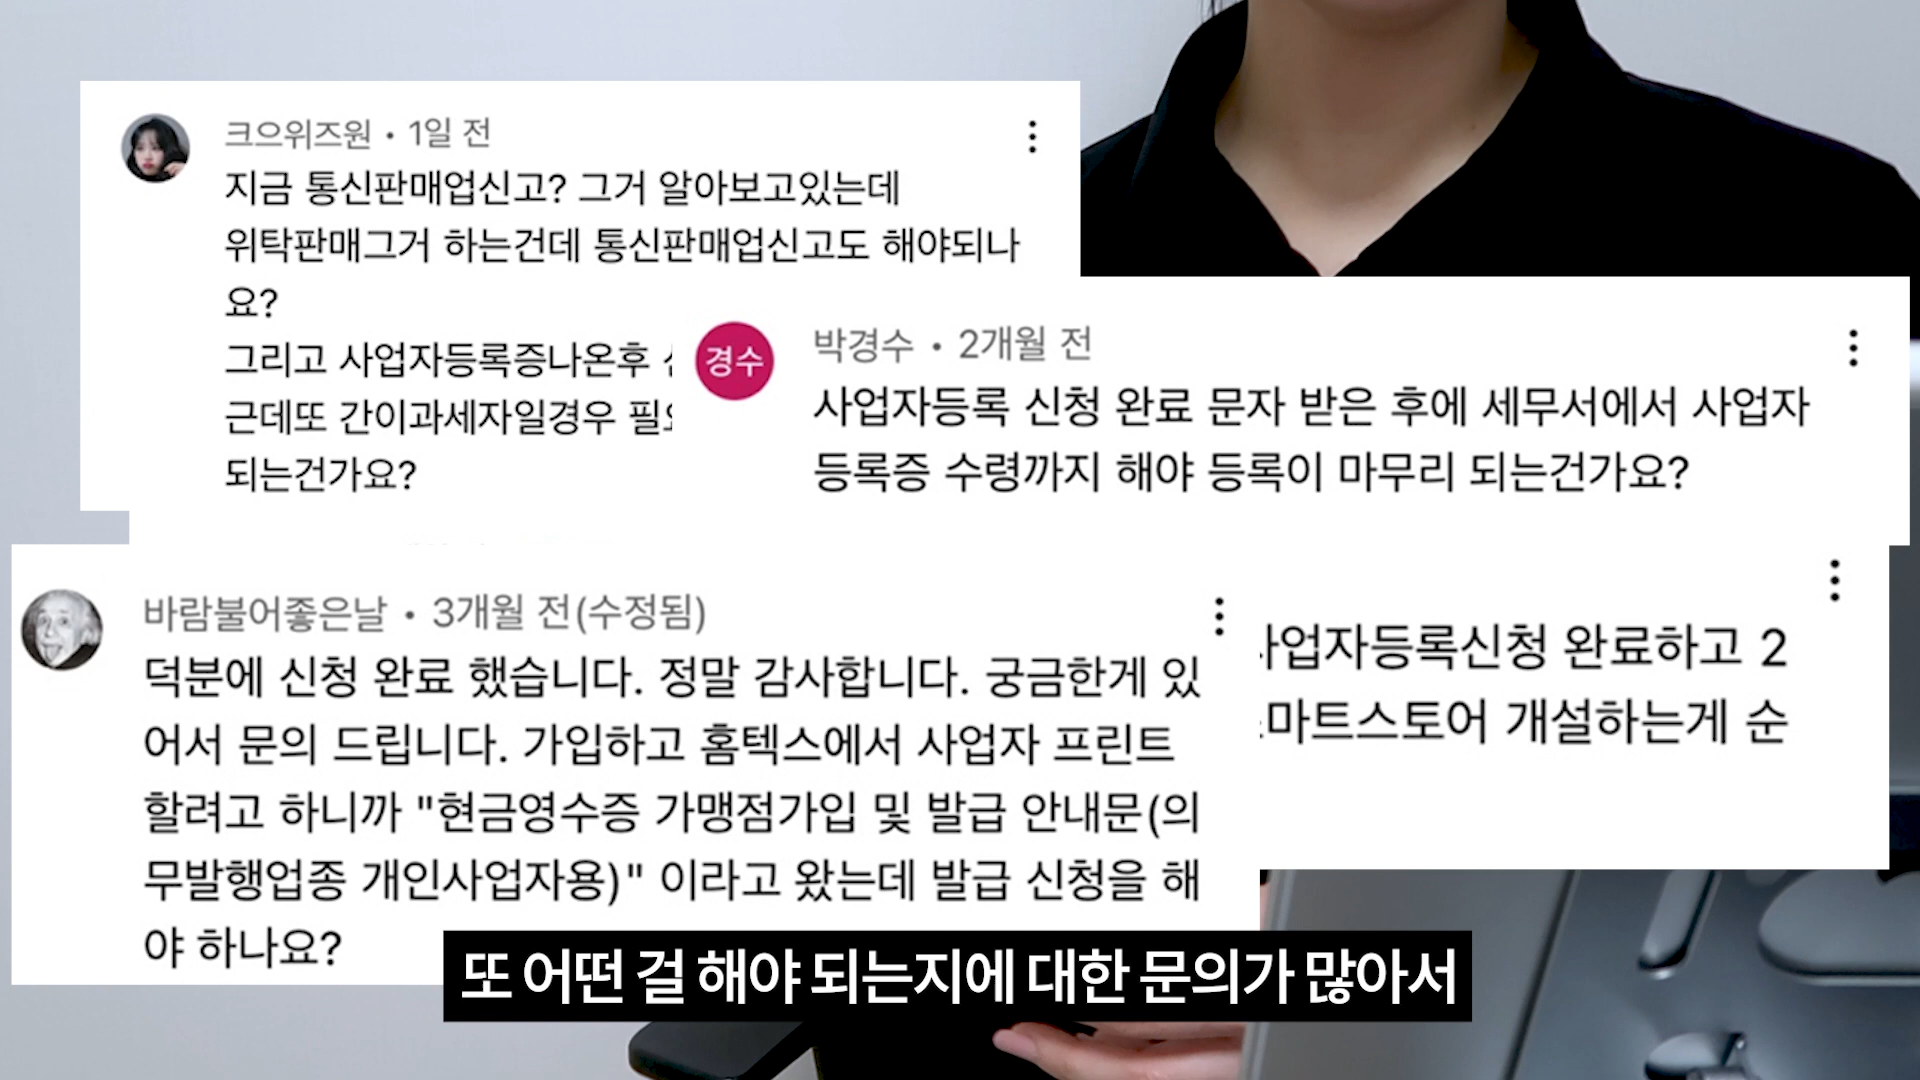 크으위즈원 • 1일 전
지금 통신판매업신고? 그거 알아보고있는데
위탁판매그거 하는건데 통신판매업신고도 해야되나
요?
그리고 사업자등록증나온후
근데또 간이과세자일경우
되는건가요?
경수
박경수 • 2개월 전
사업자등록 신청 완료 문자 받은 후에 세무서에서 사업자
등록증 수령까지 해야 등록이 마무리 되는건가요?
바람불어좋은날 • 3개월 전(수정됨)
덕분에 신청 완료 했습니다. 정말 감사합니다. 궁금한게 있
어서 문의 드립니다. 가입하고 홈텍스에서 사업자 프린트
할려고 하니까 "현금영수증 가맹점가입 및 발급 안내문(의
무발행업종 개인사업자용)" 이라고 왔는데 발급 신청을 해
야 하나요?
완료하고 2
개설하는게 순
또 어떤 걸 해야 되는지에 대한 문의가 많아서